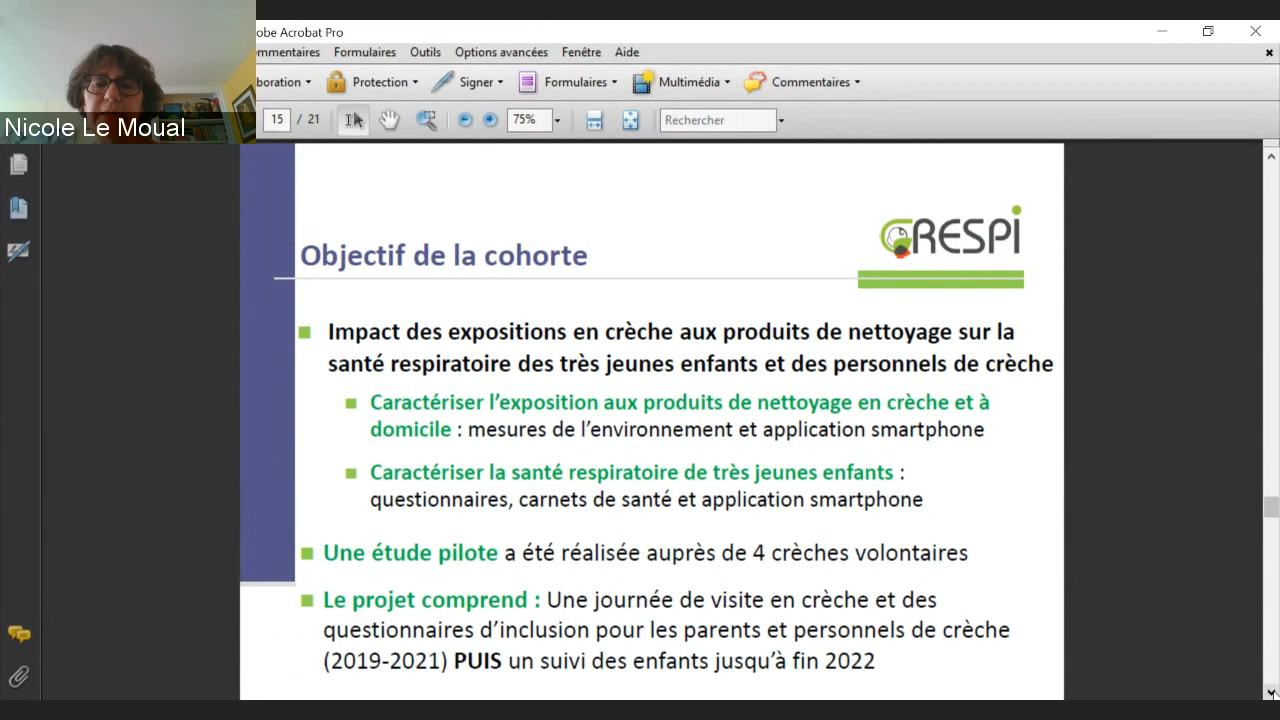 obe Acrobat Pro
ommentaires Formulaires Outils Options avancées Fenêtre Aide
boration Protection Signer Formulaires Multimédia Commentaires
15 / 21 75% Rechercher
Nicole Le Moual
CRESPI
Objectif de la cohorte
Impact des expositions en crèche aux produits de nettoyage sur la
santé respiratoire des très jeunes enfants et des personnels de crèche
Caractériser l’exposition aux produits de nettoyage en crèche et à
domicile : mesures de l’environnement et application smartphone
Caractériser la santé respiratoire de très jeunes enfants :
questionnaires, carnets de santé et application smartphone
Une étude pilote a été réalisée auprès de 4 crèches volontaires
Le projet comprend : Une journée de visite en crèche et des
questionnaires d’inclusion pour les parents et personnels de crèche
(2019-2021) PUIS un suivi des enfants jusqu’à fin 2022